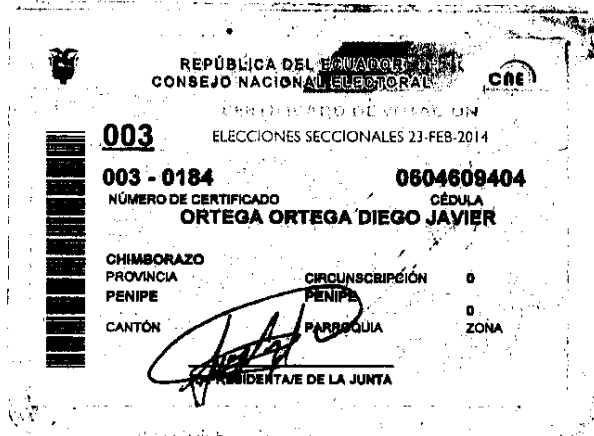 REPÚBLICA DEL ECUADOR
CONSEJO NACIONAL ELECTORAL
CNE
CERTIFICADO DE VOTACIÓN
003
ELECCIONES SECCIONALES 23-FEB-2014
003 - 0184
0604609404
NÚMERO DE CERTIFICADO
CÉDULA
ORTEGA ORTEGA DIEGO JAVIER
CHIMBORAZO
PROVINCIA
CIRCUNSCRIPCIÓN
0
PENIPE
PENIPE
0
CANTÓN
PARROQUIA
ZONA
PRESIDENTA/E DE LA JUNTA